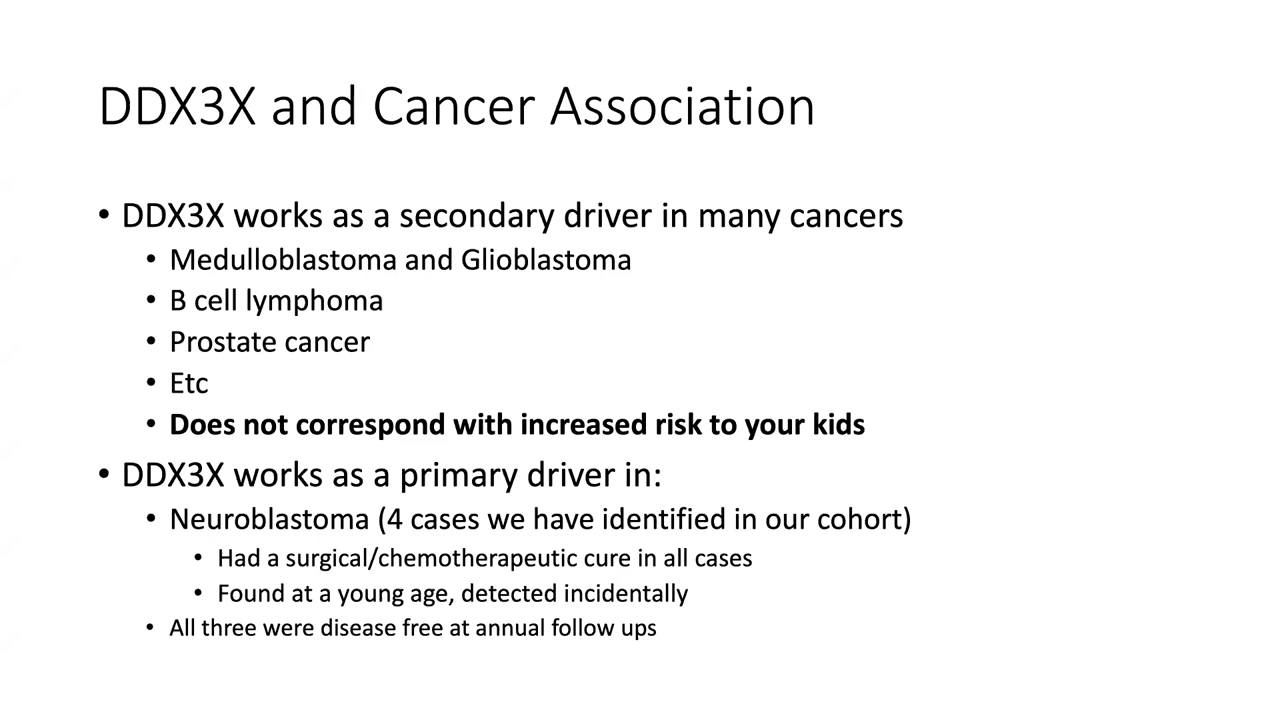 DDX3X and Cancer Association
• DDX3X works as a secondary driver in many cancers
• Medulloblastoma and Glioblastoma
• B cell lymphoma
• Prostate cancer
• Etc
• Does not correspond with increased risk to your kids
• DDX3X works as a primary driver in:
• Neuroblastoma (4 cases we have identified in our cohort)
• Had a surgical/chemotherapeutic cure in all cases
• Found at a young age, detected incidentally
• All three were disease free at annual follow ups